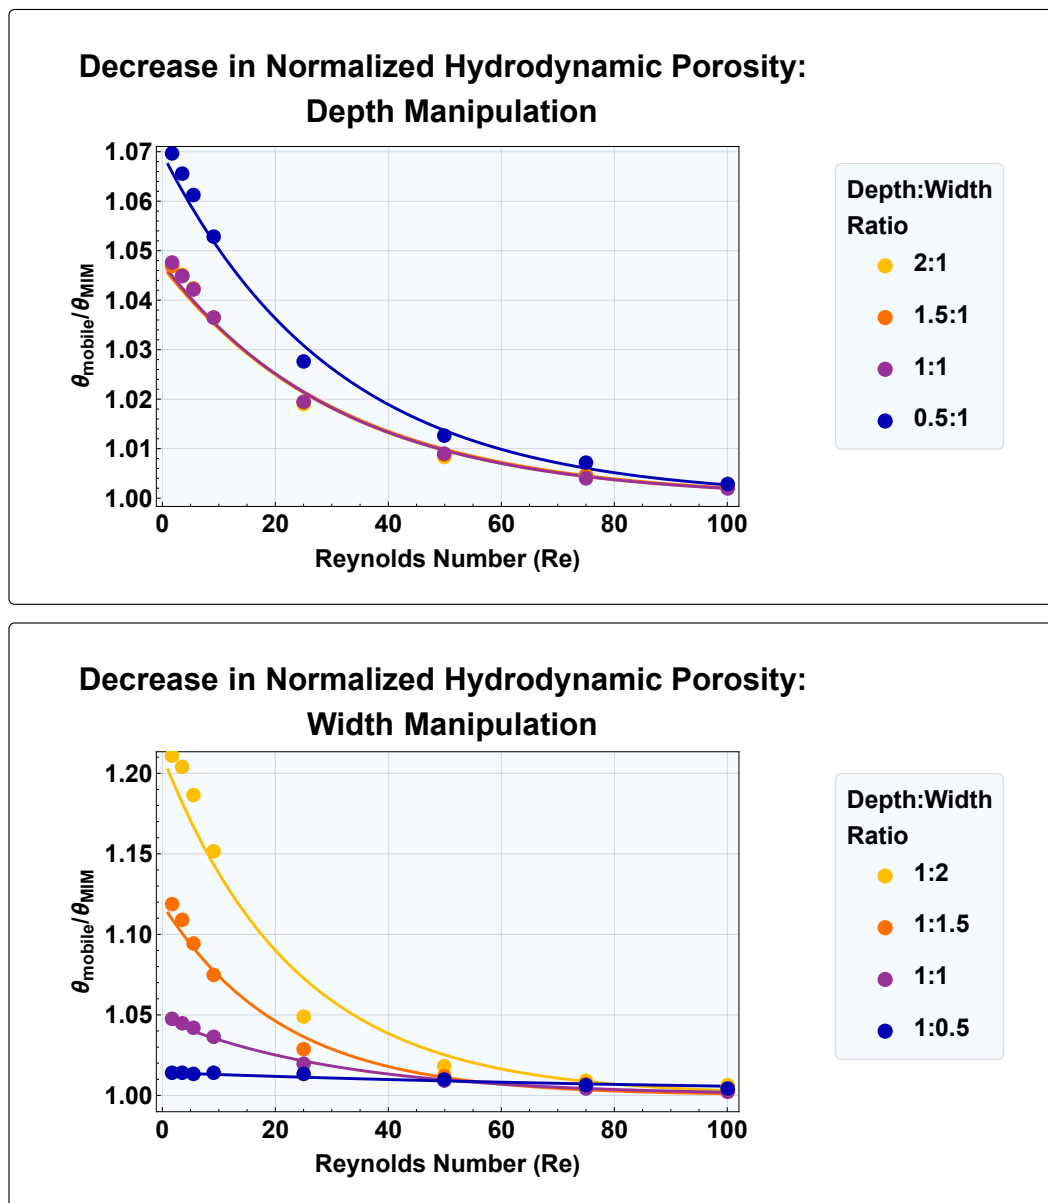 Decrease in Normalized Hydrodynamic Porosity:
Depth Manipulation
1.07
1.06
1.05
1.04
1.03
1.02
1.01
1.00
θmobile/θMIM
0 20 40 60 80 100
Reynolds Number (Re)
Depth:Width
Ratio
2:1
1.5:1
1:1
0.5:1
Decrease in Normalized Hydrodynamic Porosity:
Width Manipulation
1.20
1.15
1.10
1.05
1.00
θmobile/θMIM
0 20 40 60 80 100
Reynolds Number (Re)
Depth:Width
Ratio
1:2
1:1.5
1:1
1:0.5